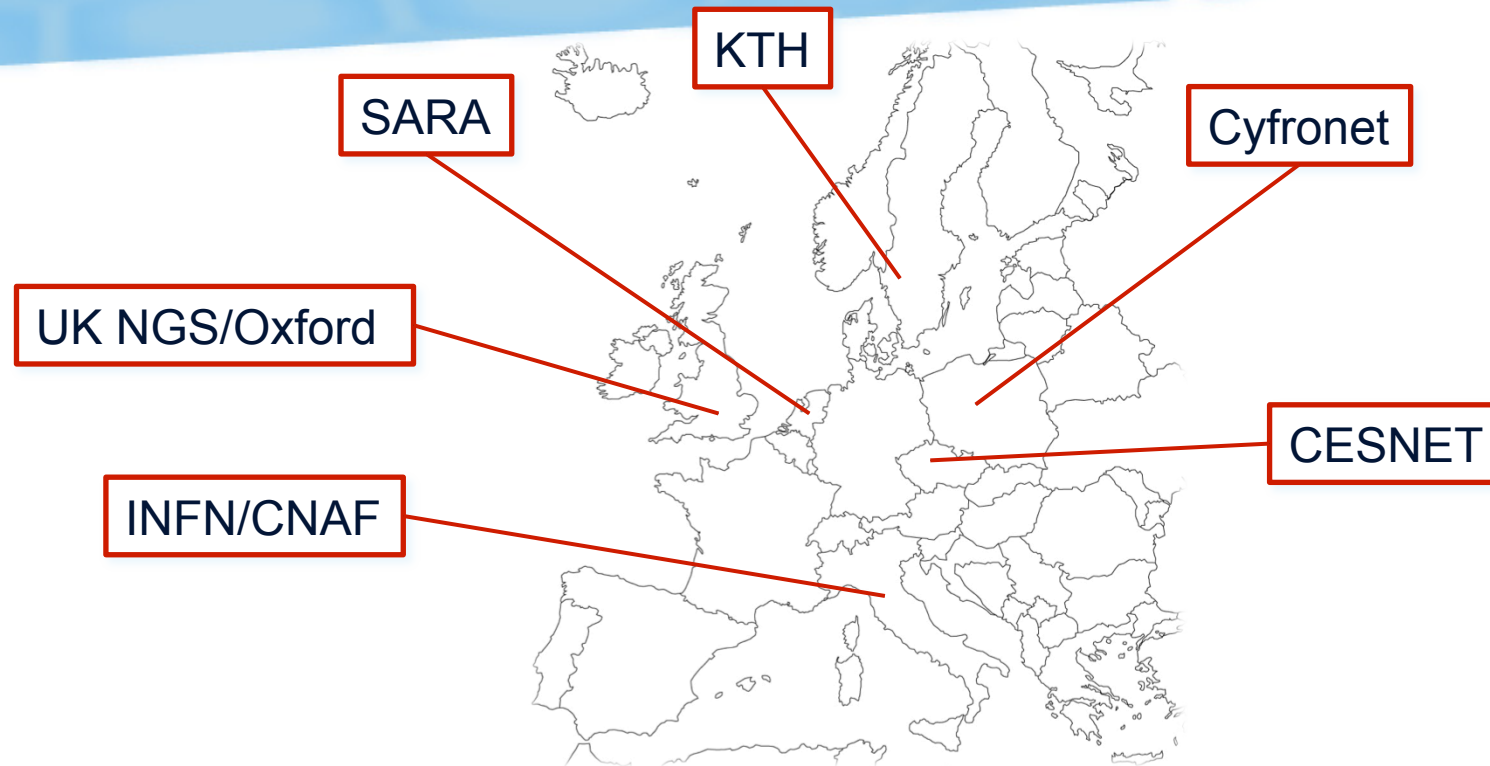 KTH
SARA
Cyfronet
UK NGS/Oxford
CESNET
INFN/CNAF